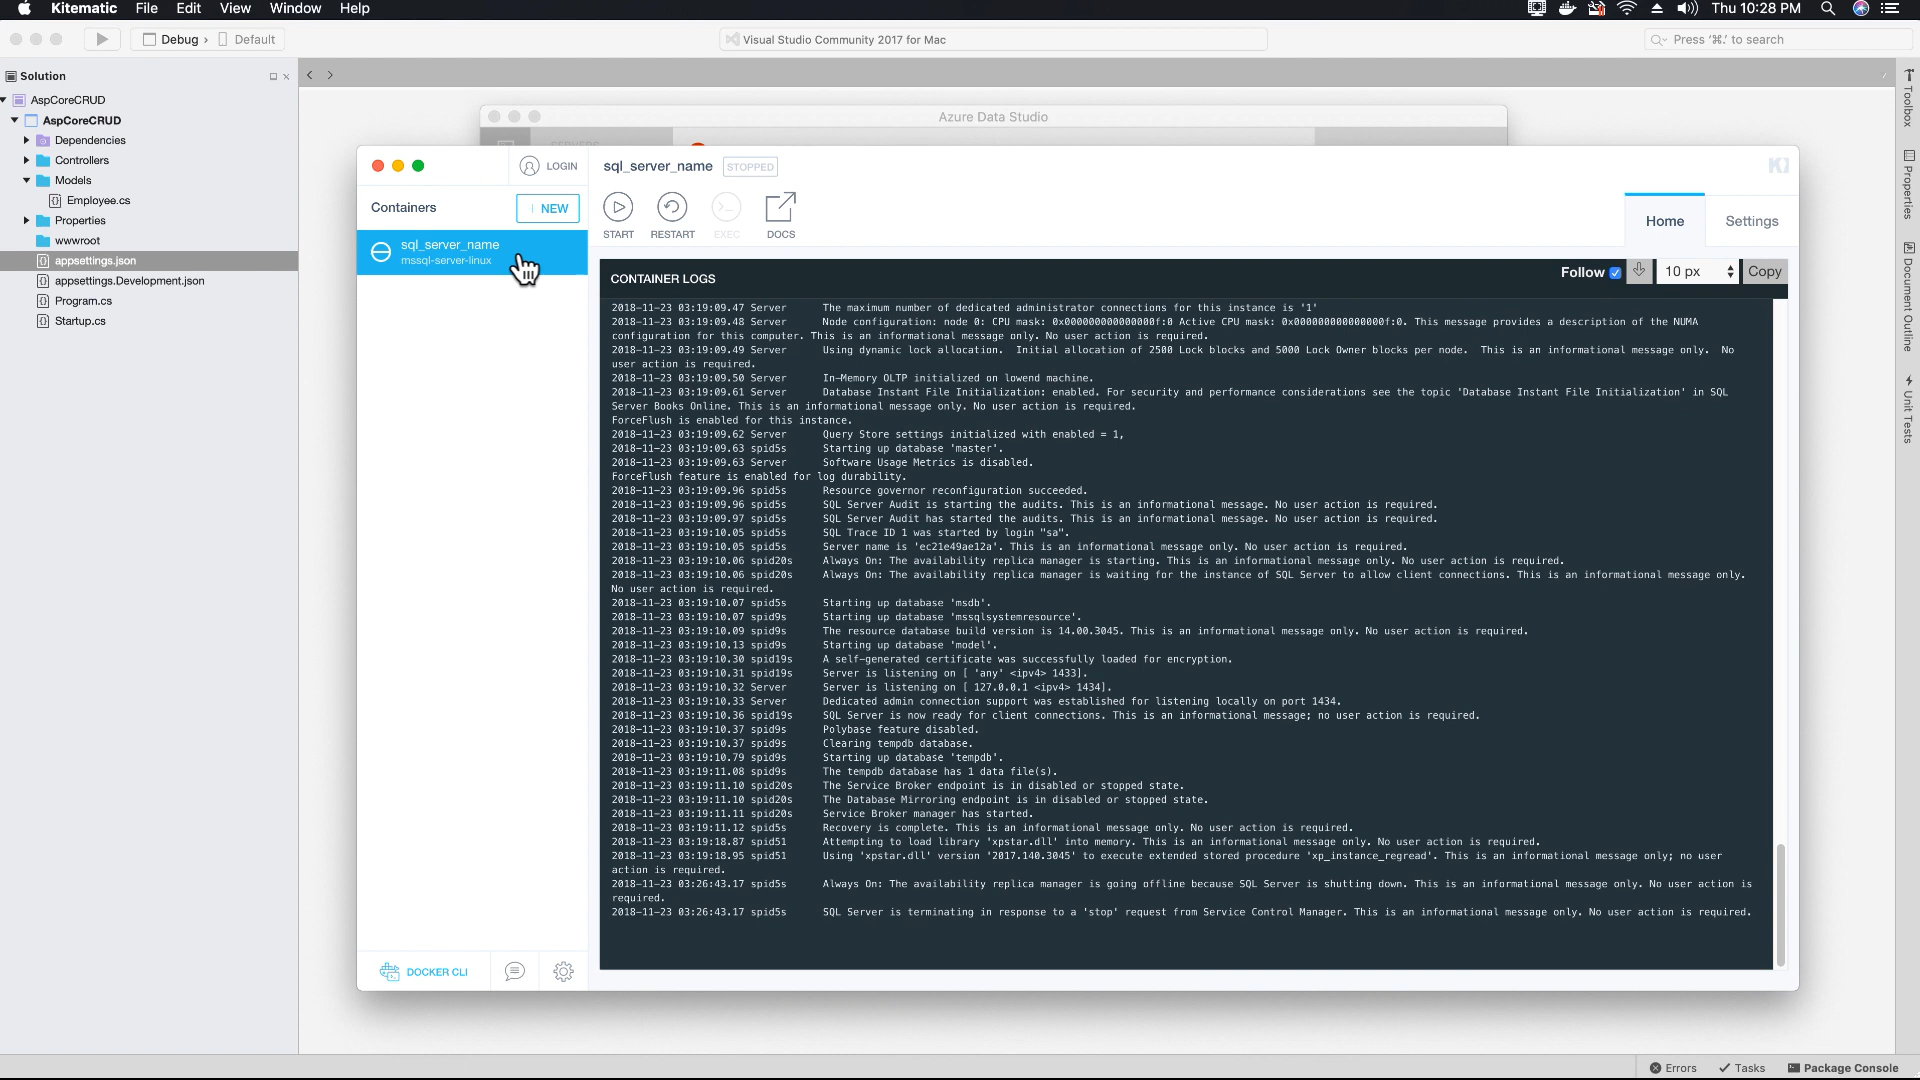 Kitematic File Edit View Window Help
Thu 10:28 PM
Debug › Default
Visual Studio Community 2017 for Mac
Press '⌘.' to search
Solution
AspCoreCRUD
AspCoreCRUD
Dependencies
Controllers
Models
Employee.cs
Properties
wwwroot
appsettings.json
appsettings.Development.json
Program.cs
Startup.cs
Azure Data Studio
SERVERS
LOGIN
Containers
NEW
sql_server_name
mssql-server-linux
sql_server_name STOPPED
START RESTART EXEC DOCS
Home Settings
CONTAINER LOGS
Follow 10 px Copy
2018-11-23 03:19:09.47 Server The maximum number of dedicated administrator connections for this instance is '1'
2018-11-23 03:19:09.48 Server Node configuration: node 0: CPU mask: 0x000000000000000f:0 Active CPU mask: 0x000000000000000f:0. This message provides a description of the NUMA
configuration for this computer. This is an informational message only. No user action is required.
2018-11-23 03:19:09.49 Server Using dynamic lock allocation. Initial allocation of 2500 Lock blocks and 5000 Lock Owner blocks per node. This is an informational message only. No
user action is required.
2018-11-23 03:19:09.50 Server In-Memory OLTP initialized on lowend machine.
2018-11-23 03:19:09.61 Server Database Instant File Initialization: enabled. For security and performance considerations see the topic 'Database Instant File Initialization' in SQL
Server Books Online. This is an informational message only. No user action is required.
ForceFlush is enabled for this instance.
2018-11-23 03:19:09.62 Server Query Store settings initialized with enabled = 1,
2018-11-23 03:19:09.63 spid5s Starting up database 'master'.
2018-11-23 03:19:09.63 Server Software Usage Metrics is disabled.
ForceFlush feature is enabled for log durability.
2018-11-23 03:19:09.96 spid5s Resource governor reconfiguration succeeded.
2018-11-23 03:19:09.96 spid5s SQL Server Audit is starting the audits. This is an informational message. No user action is required.
2018-11-23 03:19:09.97 spid5s SQL Server Audit has started the audits. This is an informational message. No user action is required.
2018-11-23 03:19:10.05 spid5s SQL Trace ID 1 was started by login "sa".
2018-11-23 03:19:10.05 spid5s Server name is 'ec21e49ae12a'. This is an informational message only. No user action is required.
2018-11-23 03:19:10.06 spid20s Always On: The availability replica manager is starting. This is an informational message only. No user action is required.
2018-11-23 03:19:10.06 spid20s Always On: The availability replica manager is waiting for the instance of SQL Server to allow client connections. This is an informational message only.
No user action is required.
2018-11-23 03:19:10.07 spid5s Starting up database 'msdb'.
2018-11-23 03:19:10.07 spid9s Starting up database 'mssqlsystemresource'.
2018-11-23 03:19:10.09 spid9s The resource database build version is 14.00.3045. This is an informational message only. No user action is required.
2018-11-23 03:19:10.13 spid9s Starting up database 'model'.
2018-11-23 03:19:10.30 spid19s A self-generated certificate was successfully loaded for encryption.
2018-11-23 03:19:10.31 spid19s Server is listening on [ 'any' <ipv4> 1433].
2018-11-23 03:19:10.32 Server Server is listening on [ 127.0.0.1 <ipv4> 1434].
2018-11-23 03:19:10.33 Server Dedicated admin connection support was established for listening locally on port 1434.
2018-11-23 03:19:10.36 spid19s SQL Server is now ready for client connections. This is an informational message; no user action is required.
2018-11-23 03:19:10.37 spid9s Polybase feature disabled.
2018-11-23 03:19:10.37 spid9s Clearing tempdb database.
2018-11-23 03:19:10.79 spid9s Starting up database 'tempdb'.
2018-11-23 03:19:11.08 spid9s The tempdb database has 1 data file(s).
2018-11-23 03:19:11.10 spid20s The Service Broker endpoint is in disabled or stopped state.
2018-11-23 03:19:11.10 spid20s The Database Mirroring endpoint is in disabled or stopped state.
2018-11-23 03:19:11.11 spid20s Service Broker manager has started.
2018-11-23 03:19:11.12 spid5s Recovery is complete. This is an informational message only. No user action is required.
2018-11-23 03:19:18.87 spid51 Attempting to load library 'xpstar.dll' into memory. This is an informational message only. No user action is required.
2018-11-23 03:19:18.95 spid51 Using 'xpstar.dll' version '2017.140.3045' to execute extended stored procedure 'xp_instance_regread'. This is an informational message only; no user
action is required.
2018-11-23 03:26:43.17 spid5s Always On: The availability replica manager is going offline because SQL Server is shutting down. This is an informational message only. No user action is
required.
2018-11-23 03:26:43.17 spid5s SQL Server is terminating in response to a 'stop' request from Service Control Manager. This is an informational message only. No user action is required.
DOCKER CLI
Toolbox
Properties
Document Outline
Unit Tests
Errors Tasks Package Console